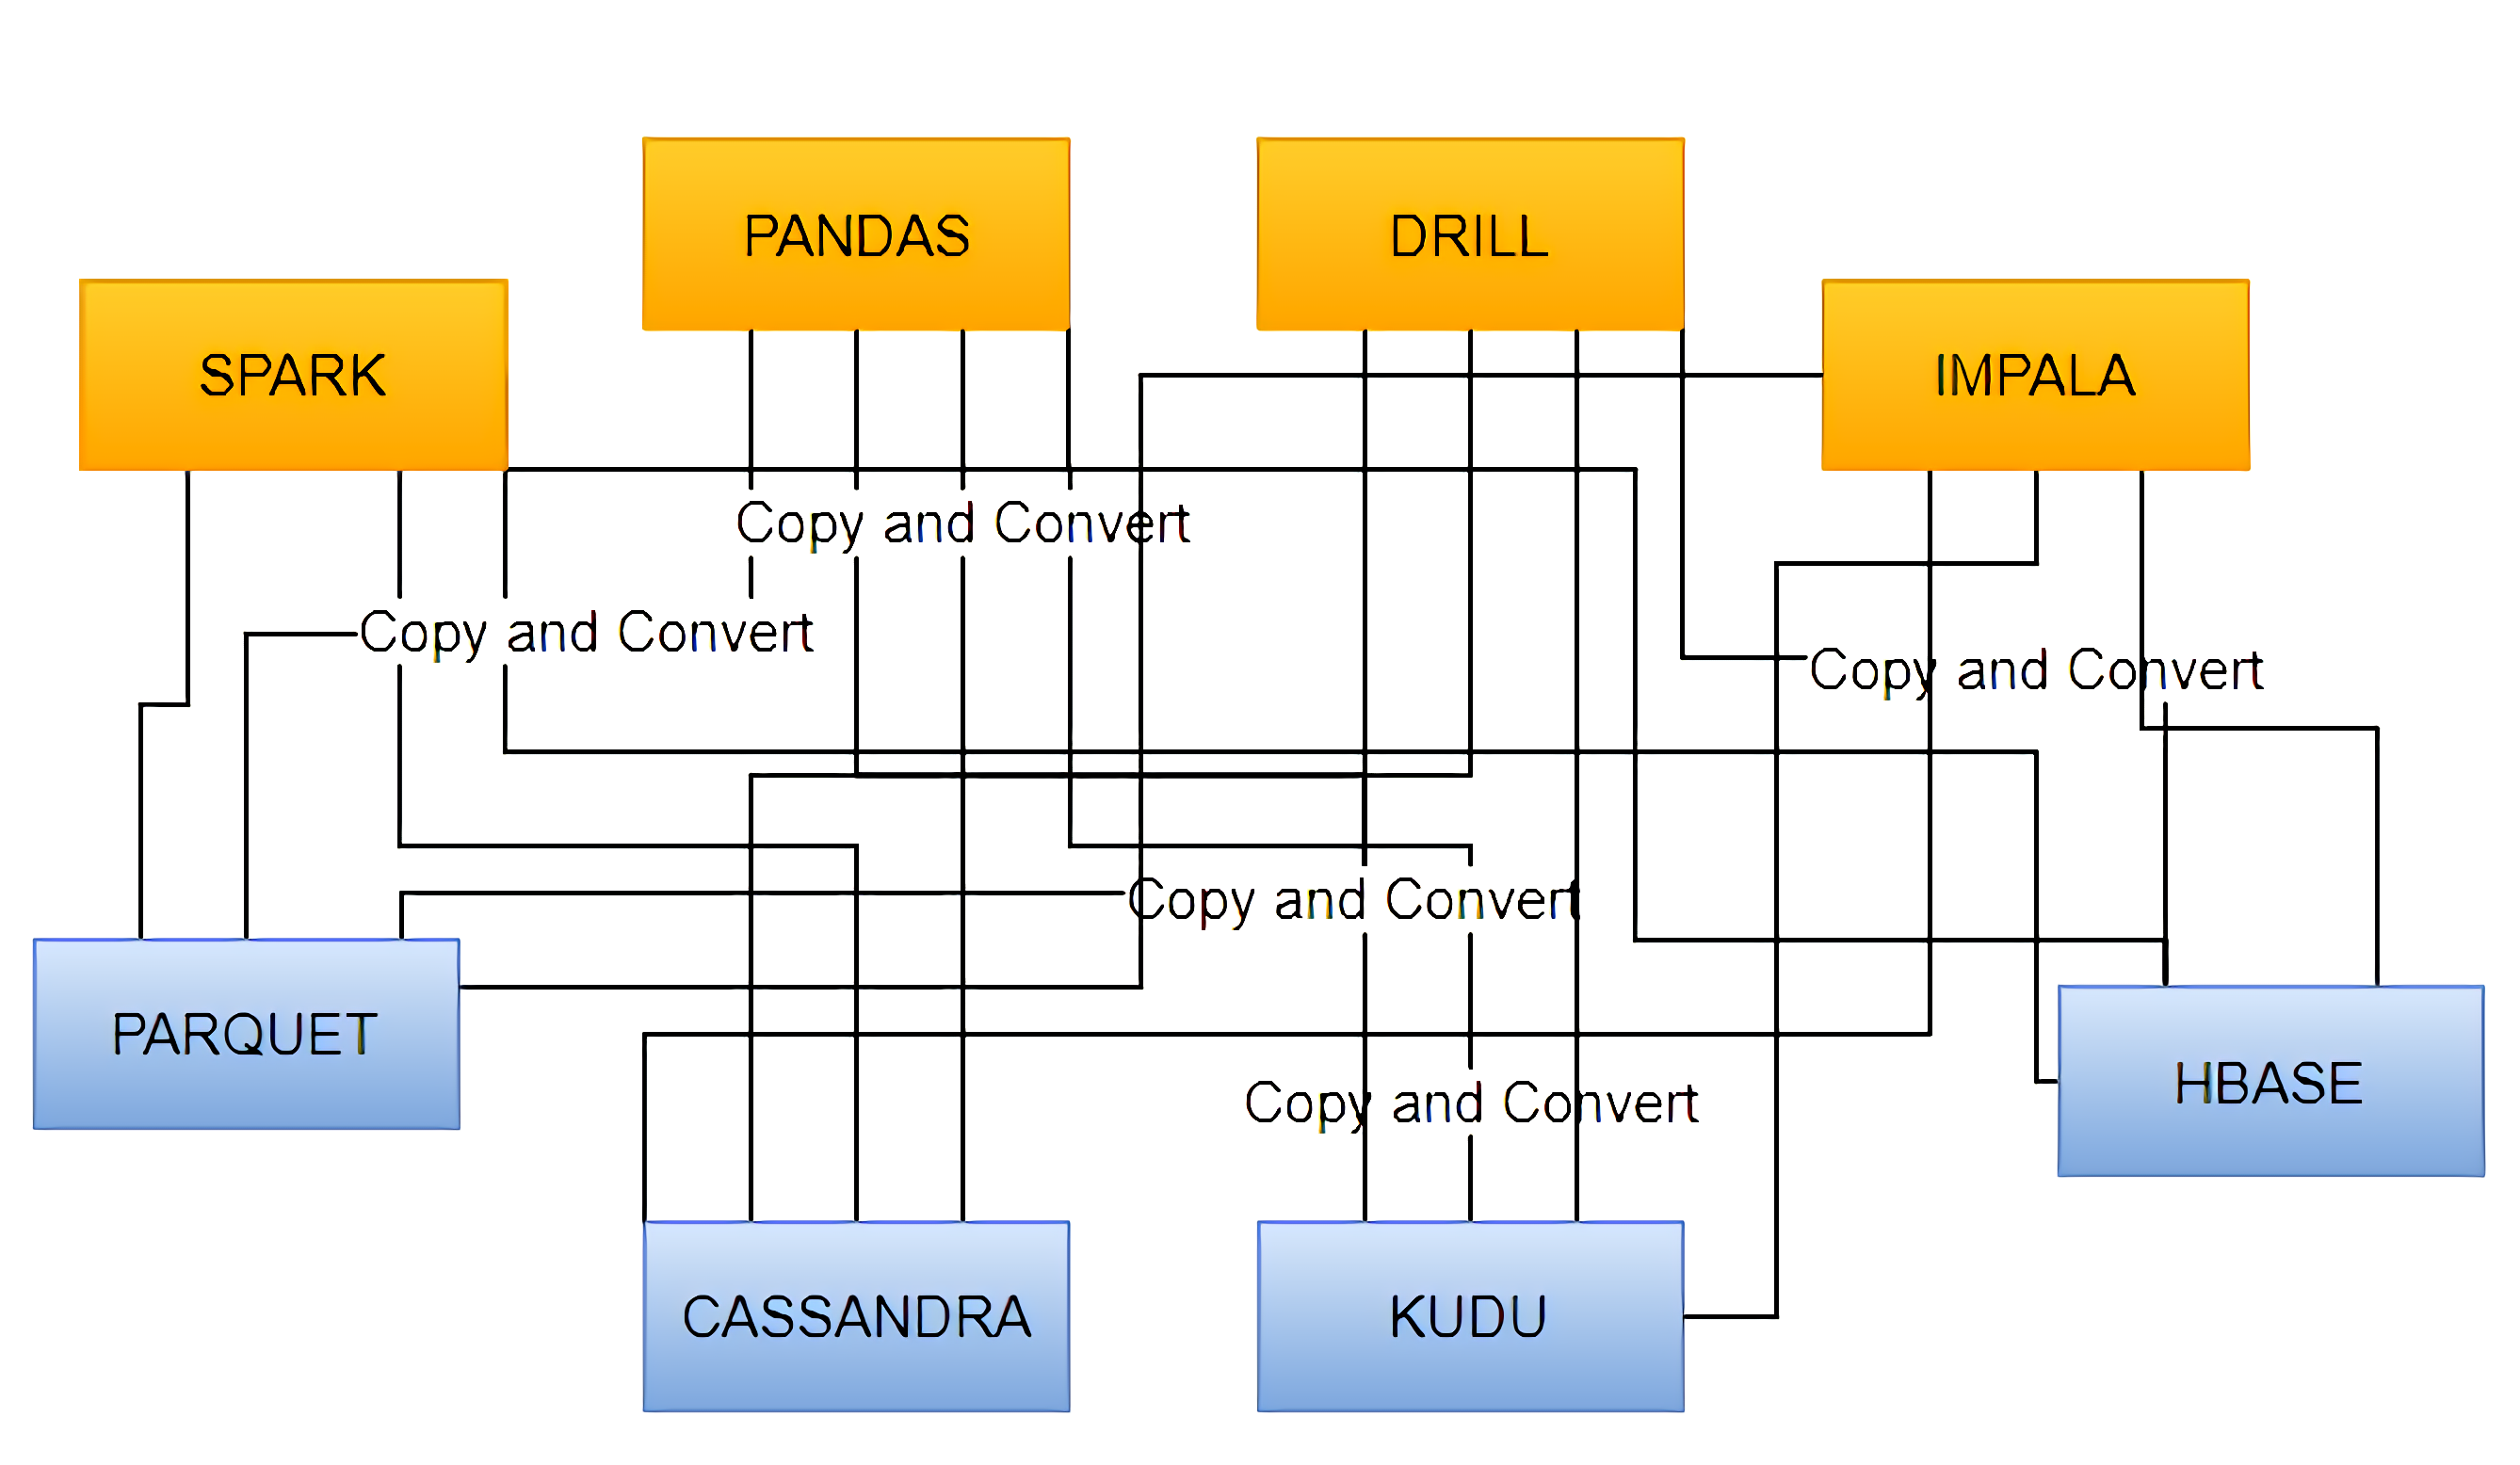 PANDAS
DRILL
SPARK
IMPALA
Copy and Convert
Copy and Convert
Copy and Convert
Copy and Convert
PARQUET
HBASE
Copy and Convert
CASSANDRA
KUDU